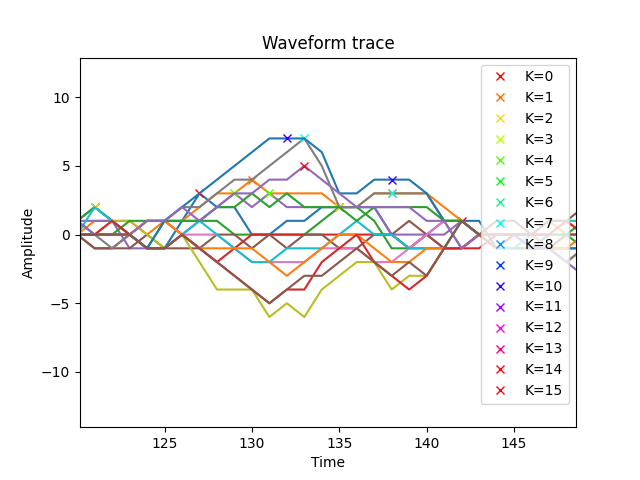 Waveform trace
Amplitude
10
5
0
−5
−10
125
130
135
140
145
Time
K=0
K=1
K=2
K=3
K=4
K=5
K=6
K=7
K=8
K=9
K=10
K=11
K=12
K=13
K=14
K=15